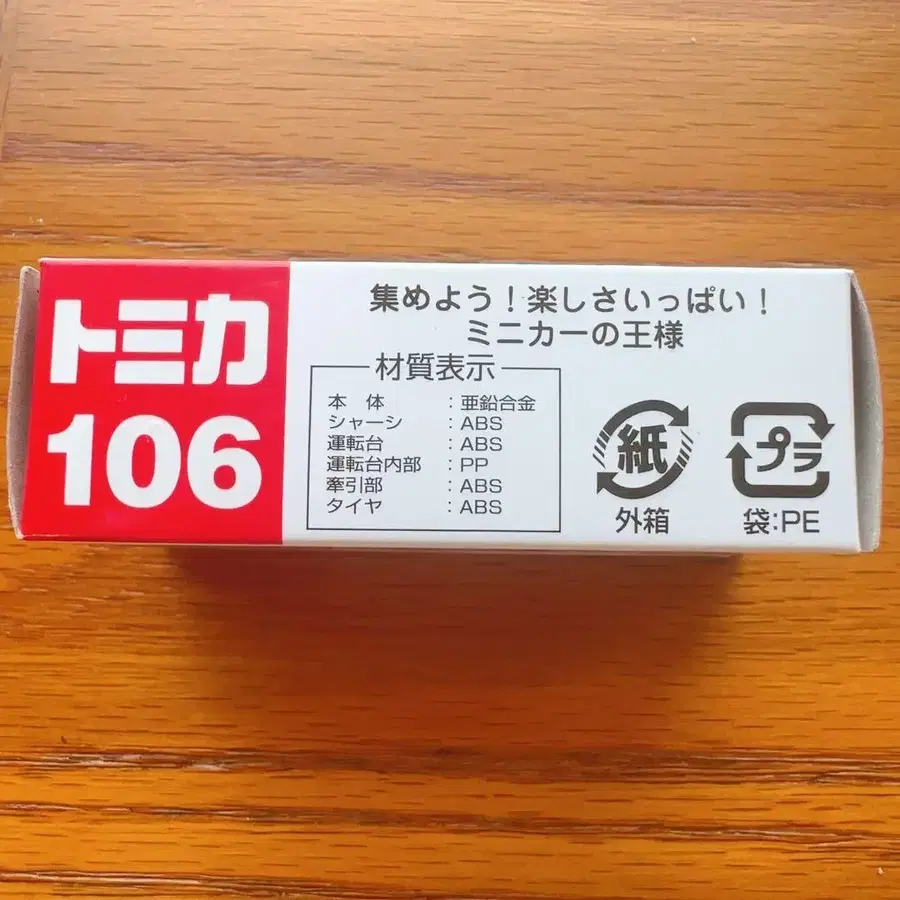 トミカ
106
集めよう!楽しさいっぱい!
ミニカーの王様
材質表示
本体:亜鉛合金
シャーシ:ABS
運転台:ABS
運転台内部:PP
牽引部:ABS
タイヤ:ABS
紙
外箱
プラ
袋:PE